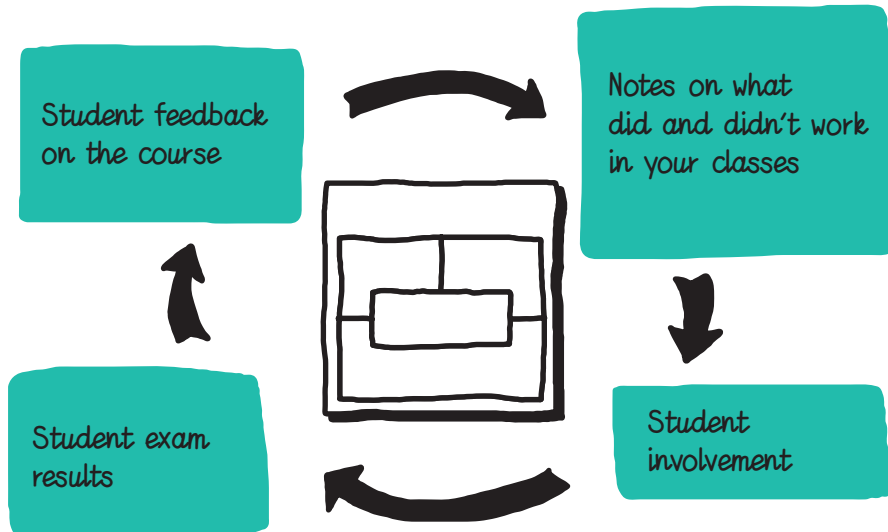 Student feedback
on the course
Notes on what
did and didn't work
in your classes
Student
involvement
Student exam
results